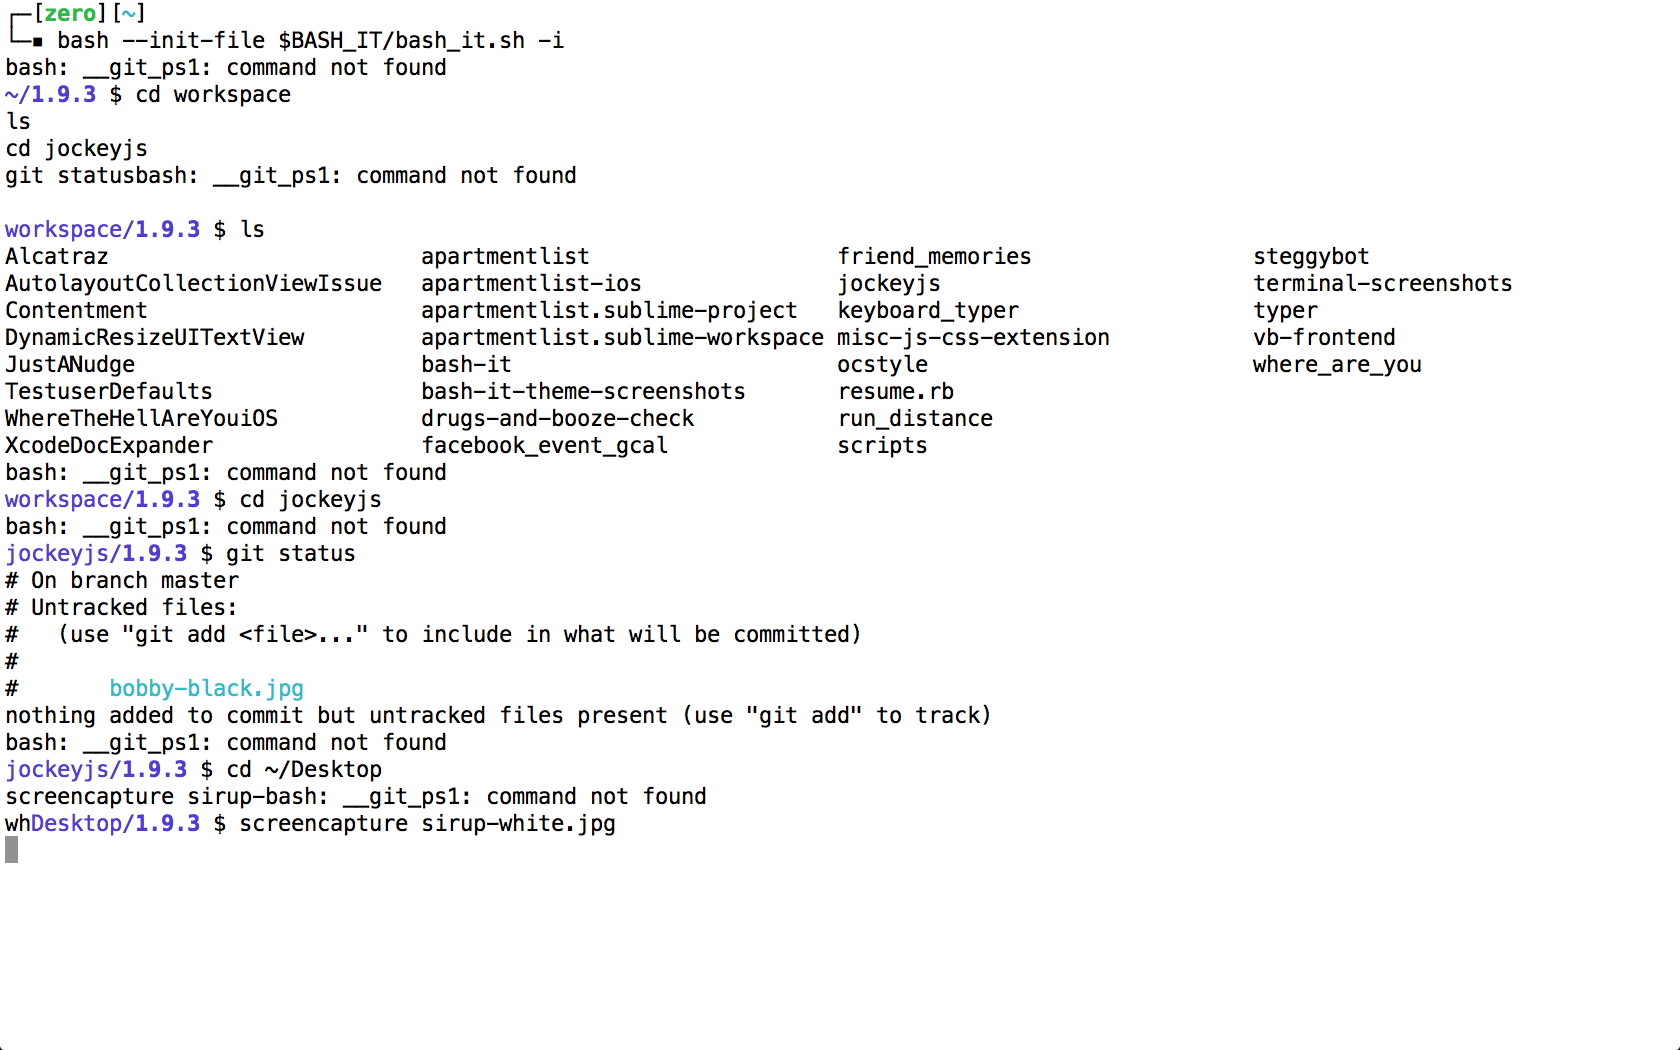 ┌─[zero][~]
└─▪ bash --init-file $BASH_IT/bash_it.sh -i
bash: __git_ps1: command not found
~/1.9.3 $ cd workspace
ls
cd jockeyjs
git statusbash: __git_ps1: command not found

workspace/1.9.3 $ ls
Alcatraz                        apartmentlist                   friend_memories                 steggybot
AutolayoutCollectionViewIssue   apartmentlist-ios               jockeyjs                        terminal-screenshots
Contentment                     apartmentlist.sublime-project   keyboard_typer                  typer
DynamicResizeUITextView         apartmentlist.sublime-workspace misc-js-css-extension           vb-frontend
JustANudge                      bash-it                         ocstyle                         where_are_you
TestuserDefaults                bash-it-theme-screenshots       resume.rb
WhereTheHellAreYouiOS           drugs-and-booze-check           run_distance
XcodeDocExpander                facebook_event_gcal             scripts
bash: __git_ps1: command not found
workspace/1.9.3 $ cd jockeyjs
bash: __git_ps1: command not found
jockeyjs/1.9.3 $ git status
# On branch master
# Untracked files:
#   (use "git add <file>..." to include in what will be committed)
#
#       bobby-black.jpg
nothing added to commit but untracked files present (use "git add" to track)
bash: __git_ps1: command not found
jockeyjs/1.9.3 $ cd ~/Desktop
screencapture sirup-bash: __git_ps1: command not found
whDesktop/1.9.3 $ screencapture sirup-white.jpg